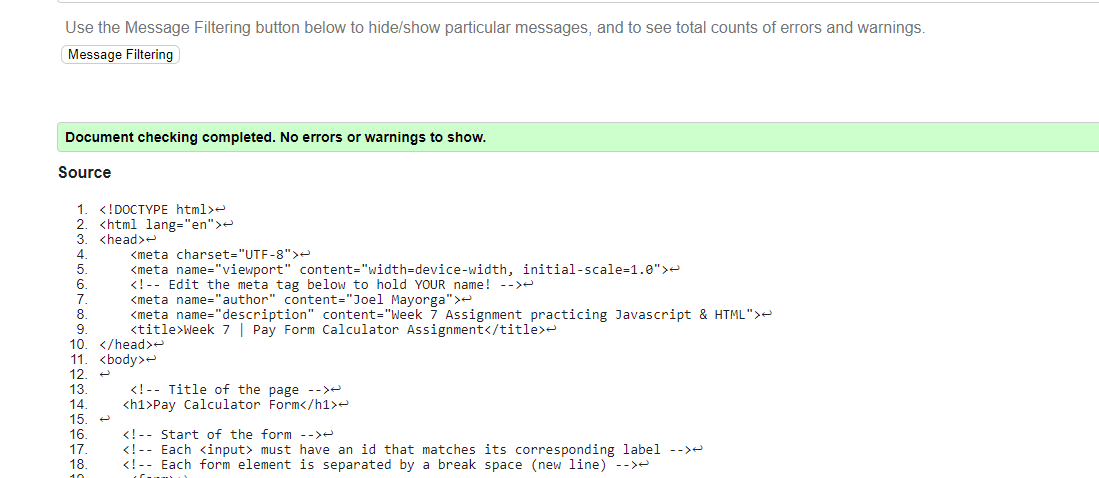 Use the Message Filtering button below to hide/show particular messages, and to see total counts of errors and warnings.
Message Filtering
Document checking completed. No errors or warnings to show.
Source
1. <!DOCTYPE html>↩
2. <html lang="en">↩
3. <head>↩
4.     <meta charset="UTF-8">↩
5.     <meta name="viewport" content="width=device-width, initial-scale=1.0">↩
6.     <!-- Edit the meta tag below to hold YOUR name! -->↩
7.     <meta name="author" content="Joel Mayorga">↩
8.     <meta name="description" content="Week 7 Assignment practicing Javascript & HTML">↩
9.     <title>Week 7 | Pay Form Calculator Assignment</title>↩
10. </head>↩
11. <body>↩
12. ↩
13.     <!-- Title of the page -->↩
14.    <h1>Pay Calculator Form</h1>↩
15. ↩
16.    <!-- Start of the form -->↩
17.    <!-- Each <input> must have an id that matches its corresponding label -->↩
18.    <!-- Each form element is separated by a break space (new line) -->↩